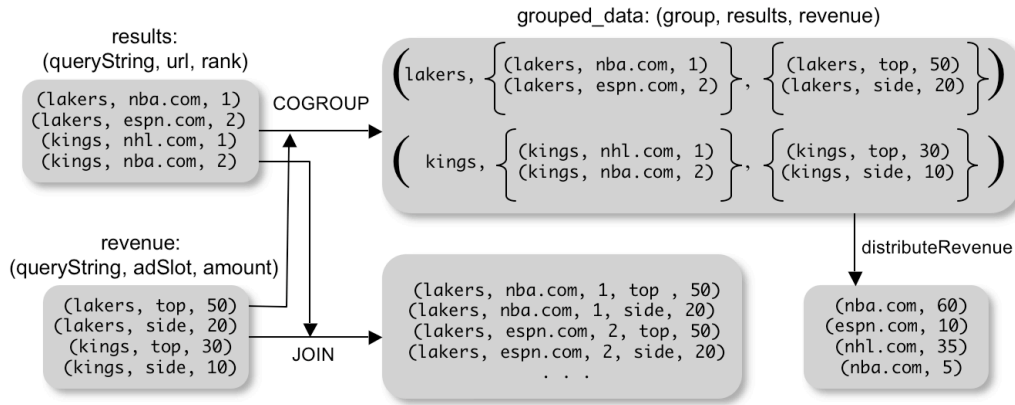 results:
(queryString, url, rank)
(lakers, nba.com, 1)
(lakers, espn.com, 2)
(kings, nhl.com, 1)
(kings, nba.com, 2)
COGROUP
grouped_data: (group, results, revenue)
(lakers, {(lakers, nba.com, 1)
(lakers, espn.com, 2)}, {(lakers, top, 50)
(lakers, side, 20)})
(kings, {(kings, nhl.com, 1)
(kings, nba.com, 2)}, {(kings, top, 30)
(kings, side, 10)})
revenue:
(queryString, adSlot, amount)
(lakers, top, 50)
(lakers, side, 20)
(kings, top, 30)
(kings, side, 10)
JOIN
(lakers, nba.com, 1, top , 50)
(lakers, nba.com, 1, side, 20)
(lakers, espn.com, 2, top, 50)
(lakers, espn.com, 2, side, 20)
. . .
distributeRevenue
(nba.com, 60)
(espn.com, 10)
(nhl.com, 35)
(nba.com, 5)